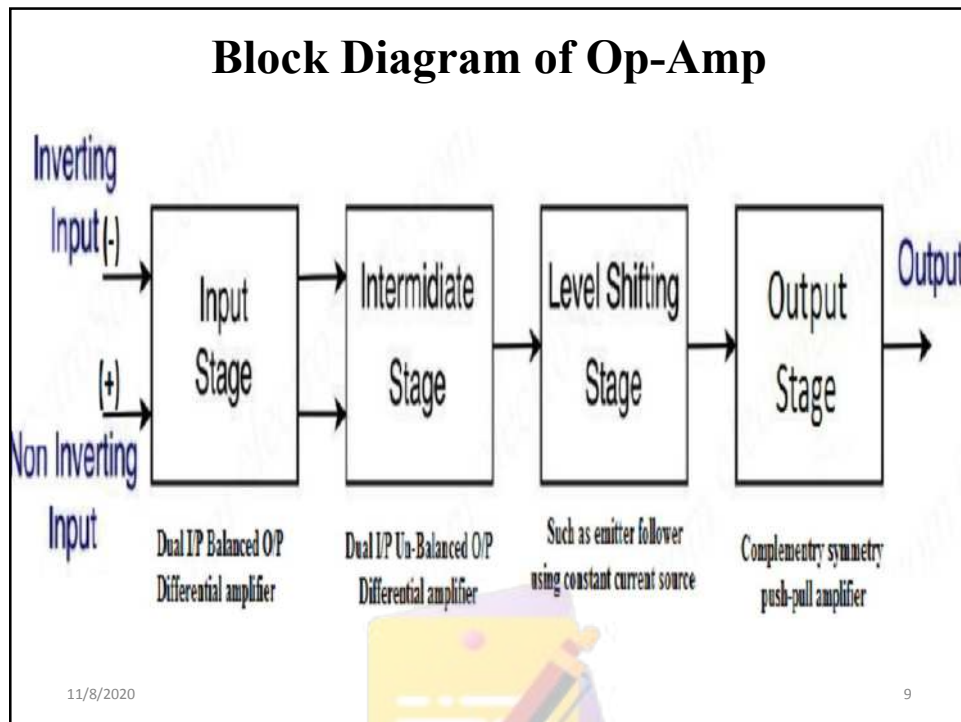 Block Diagram of Op-Amp
Inverting
Input (-)
(+)
Non Inverting
Input
Input
Stage
Dual I/P Balanced O/P
Differential amplifier
Intermidiate
Stage
Dual I/P Un-Balanced O/P
Differential amplifier
Level Shifting
Stage
Such as emitter follower
using constant current source
Output
Stage
Complementry symmetry
push-pull amplifier
Output
11/8/2020
9